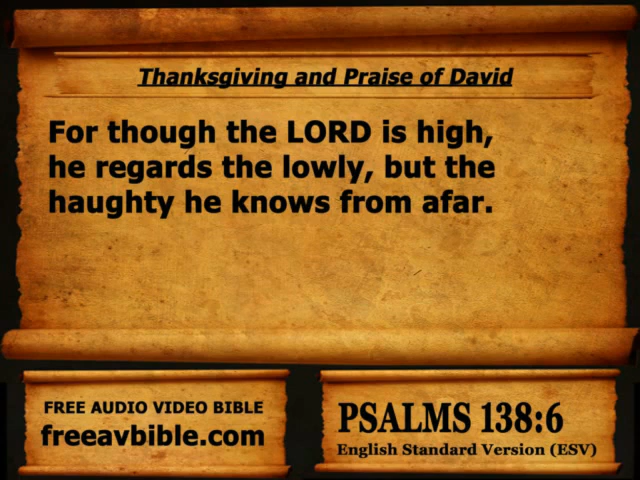 Thanksgiving and Praise of David
For though the LORD is high,
he regards the lowly, but the
haughty he knows from afar.
FREE AUDIO VIDEO BIBLE
freeavbible.com
PSALMS 138:6
English Standard Version (ESV)